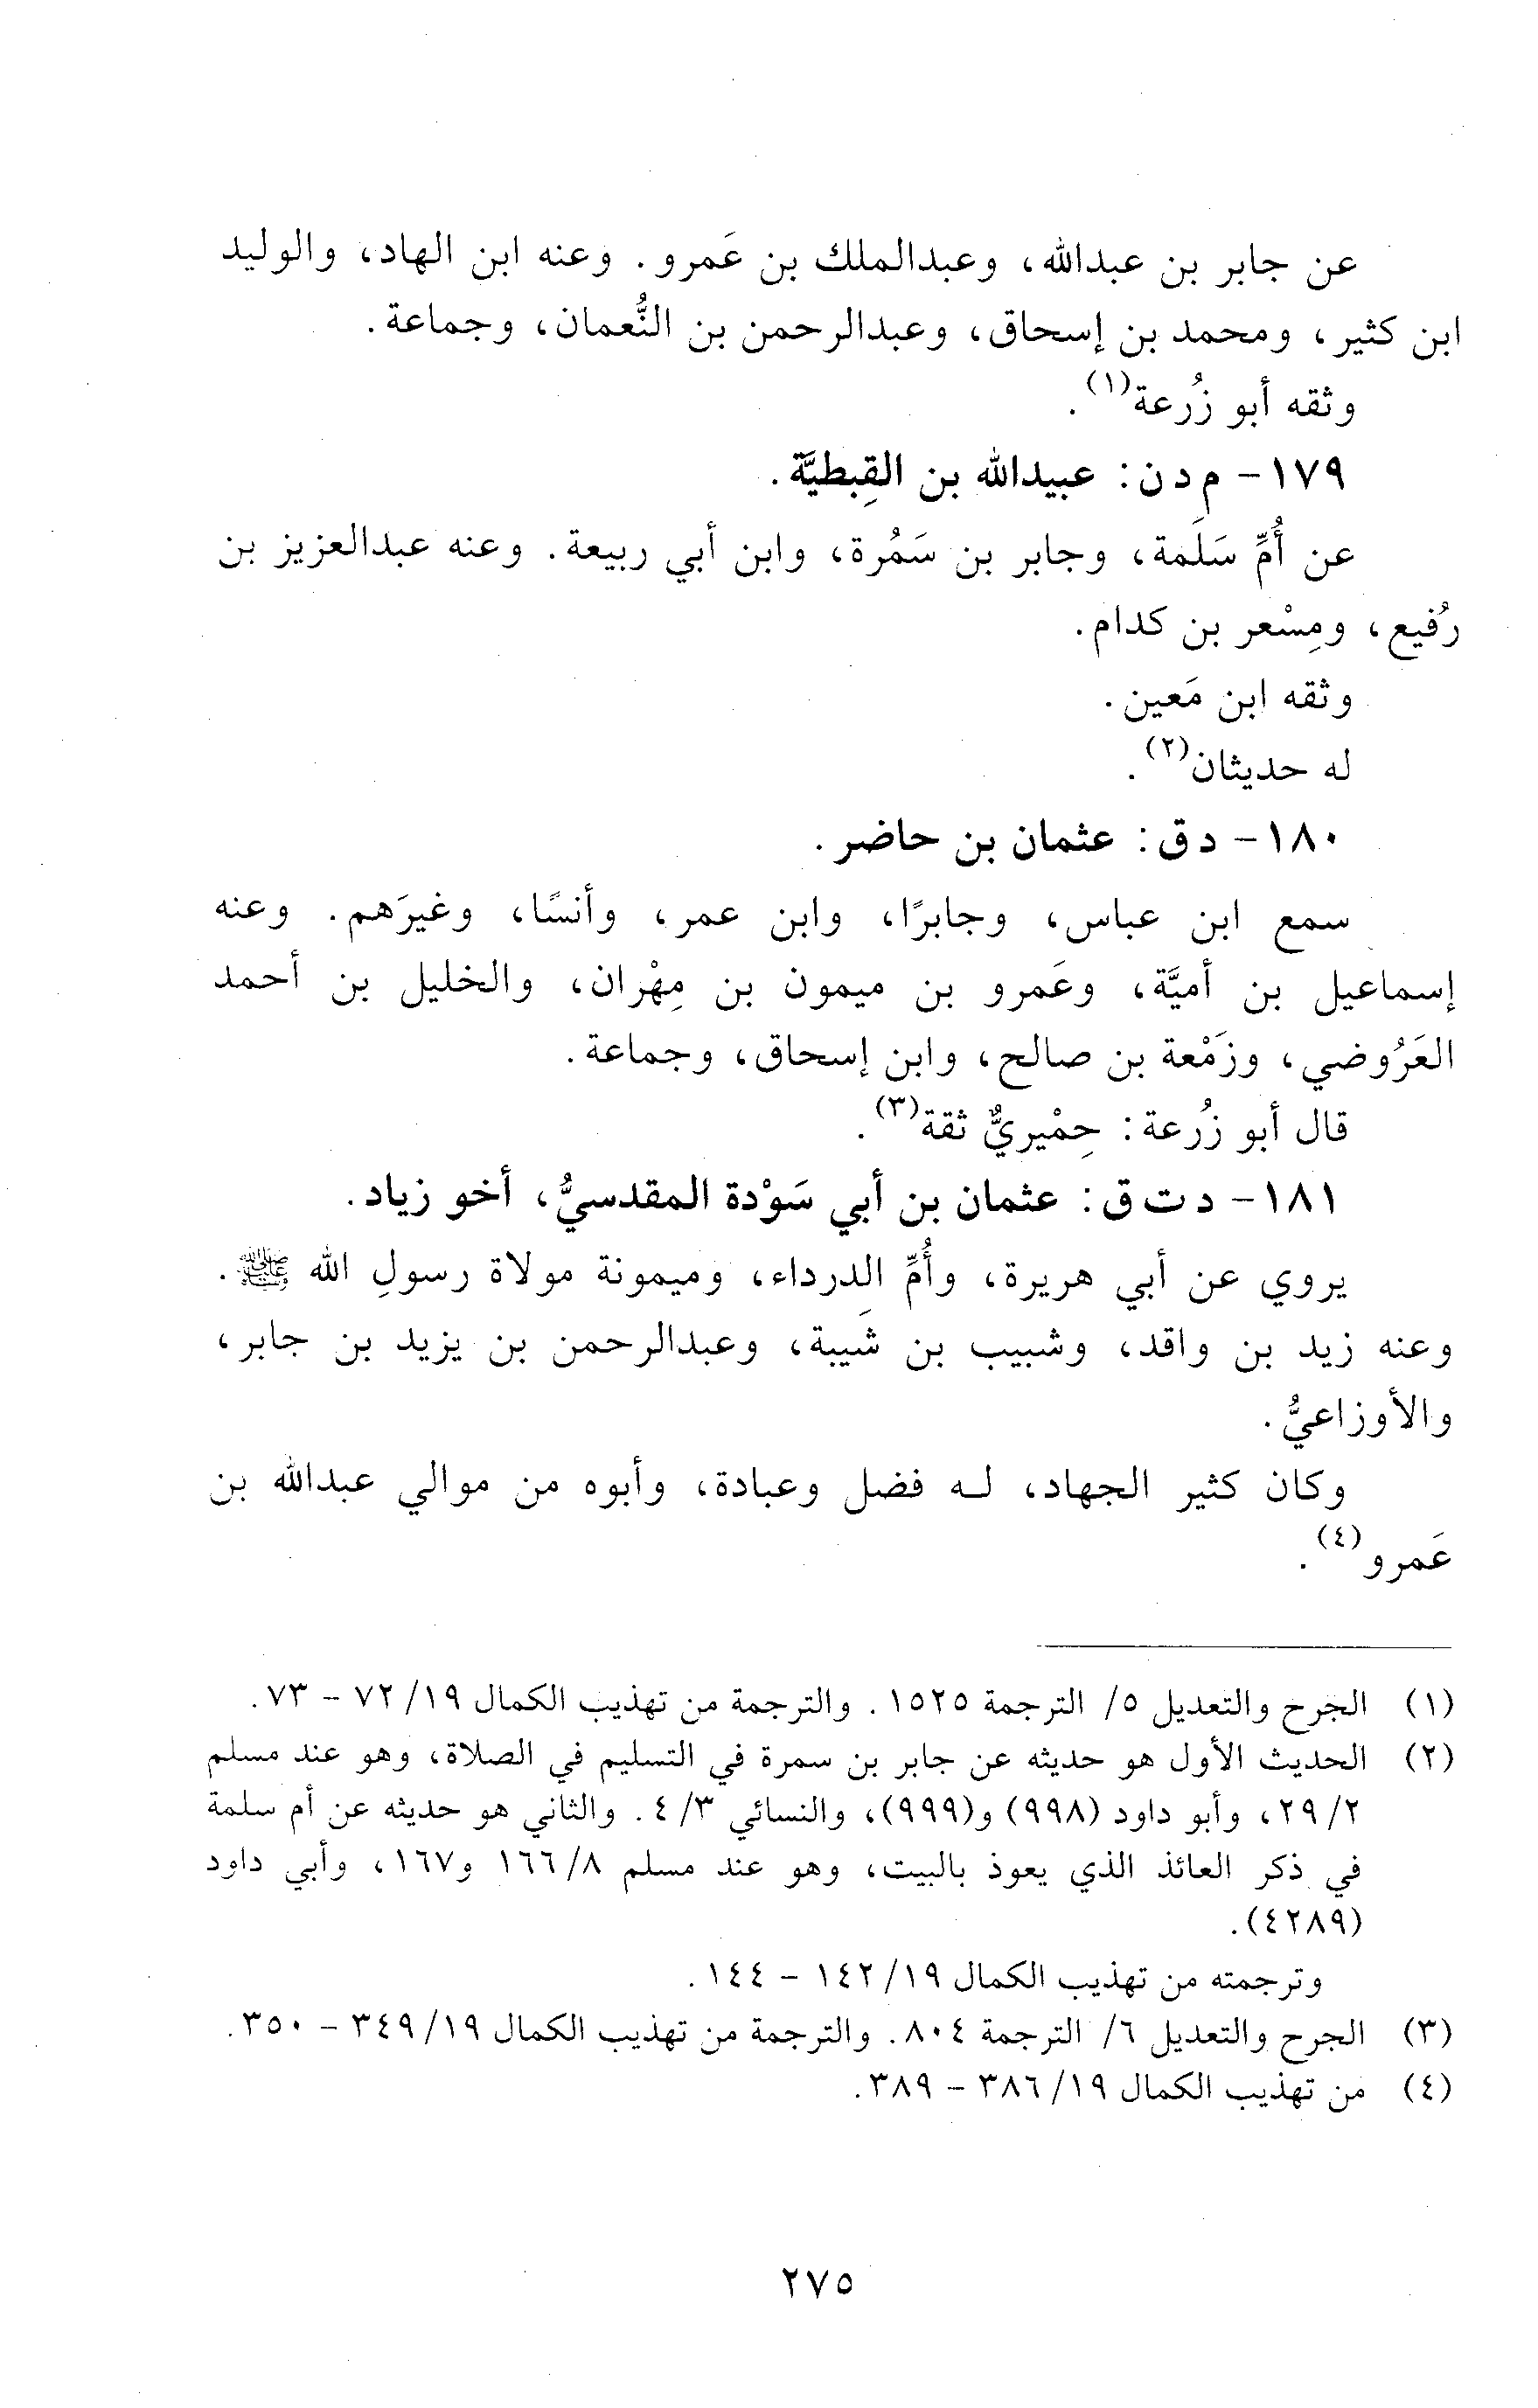 عن جابر بن عبدالله، وعبدالملك بن عَمرو. وعنه ابن الهاد، والوليد
ابن كثير، ومحمد بن إسحاق، وعبدالرحمن بن النُّعمان، وجماعة.
وثقه أبو زُرعة(١).
١٧٩- م د ن: عبيدالله بن القِبطيَّة.
عن أُمِّ سَلَمة، وجابر بن سَمُرة، وابن أبي ربيعة. وعنه عبدالعزيز بن
رُفيع، ومِسْعر بن كدام.
وثقه ابن مَعين.
له حديثان(٢).
١٨٠- د ق: عثمان بن حاضر.
سمع ابن عباس، وجابرًا، وابن عمر، وأنسًا، وغيرَهم. وعنه
إسماعيل بن أميَّة، وعَمرو بن ميمون بن مِهْران، والخليل بن أحمد
العَرُوضي، وزَمْعة بن صالح، وابن إسحاق، وجماعة.
قال أبو زُرعة: حِمْيريٌّ ثقة(٣).
١٨١- د ت ق: عثمان بن أبي سَوْدة المقدسيُّ، أخو زياد.
يروي عن أبي هريرة، وأُمِّ الدرداء، وميمونة مولاة رسولِ الله ﷺ.
وعنه زيد بن واقد، وشبيب بن شَيبة، وعبدالرحمن بن يزيد بن جابر،
والأوزاعيُّ.
وكان كثير الجهاد، له فضل وعبادة، وأبوه من موالي عبدالله بن
عَمرو(٤).
(١) الجرح والتعديل ٥/ الترجمة ١٥٢٥. والترجمة من تهذيب الكمال ١٩/ ٧٢ - ٧٣.
(٢) الحديث الأول هو حديثه عن جابر بن سمرة في التسليم في الصلاة، وهو عند مسلم
٢/ ٢٩، وأبو داود (٩٩٨) و(٩٩٩)، والنسائي ٣/ ٤. والثاني هو حديثه عن أم سلمة
في ذكر العائذ الذي يعوذ بالبيت، وهو عند مسلم ٨/ ١٦٦ و١٦٧، وأبي داود
(٤٢٨٩).
وترجمته من تهذيب الكمال ١٩/ ١٤٢ - ١٤٤.
(٣) الجرح والتعديل ٦/ الترجمة ٨٠٤. والترجمة من تهذيب الكمال ١٩/ ٣٤٩ - ٣٥٠.
(٤) من تهذيب الكمال ١٩/ ٣٨٦ - ٣٨٩.
٢٧٥